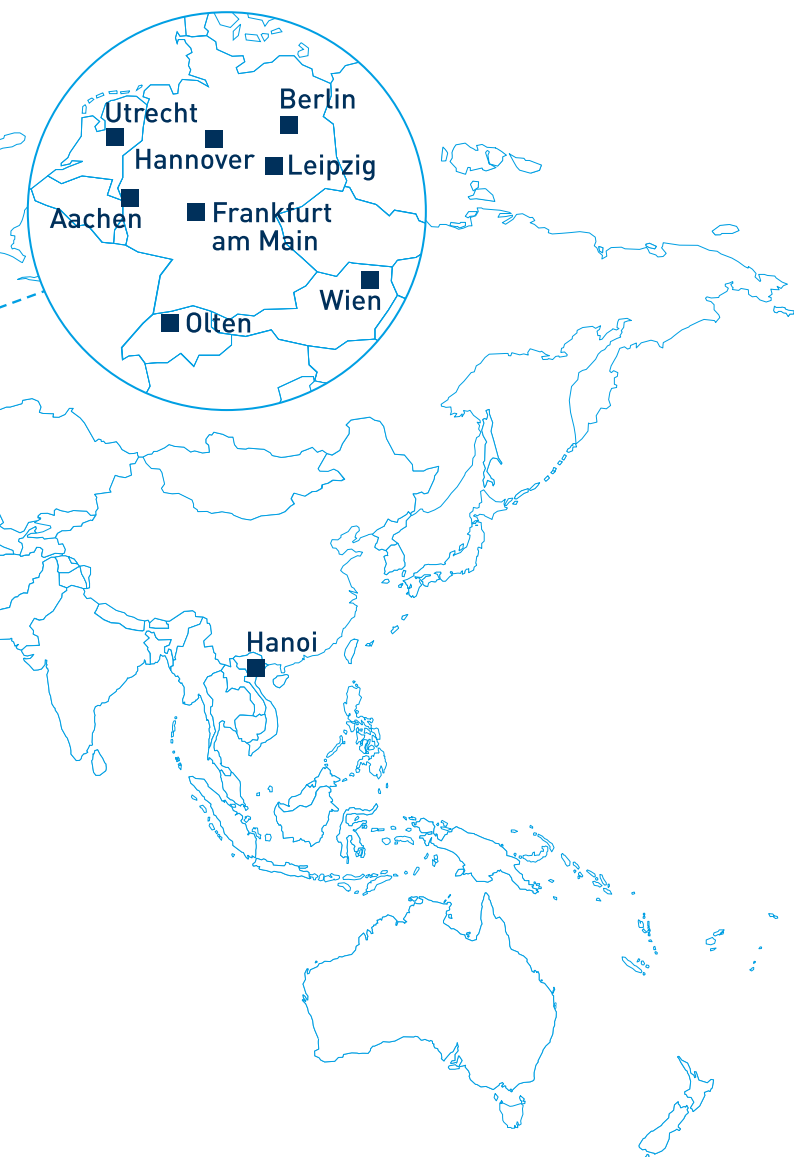 Berlin
Utrecht
Hannover
Leipzig
Aachen
Frankfurt
am Main
Wien
Olten
Hanoi